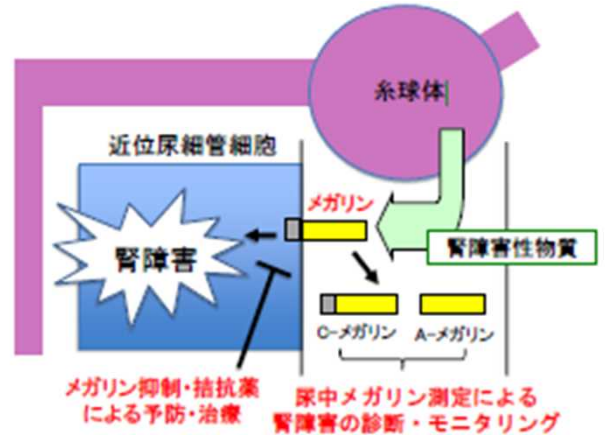 糸球体
近位尿細管細胞
メガリン
腎障害
腎障害性物質
C-メガリン
A-メガリン
メガリン抑制・拮抗薬
による予防・治療
尿中メガリン測定による
腎障害の診断・モニタリング